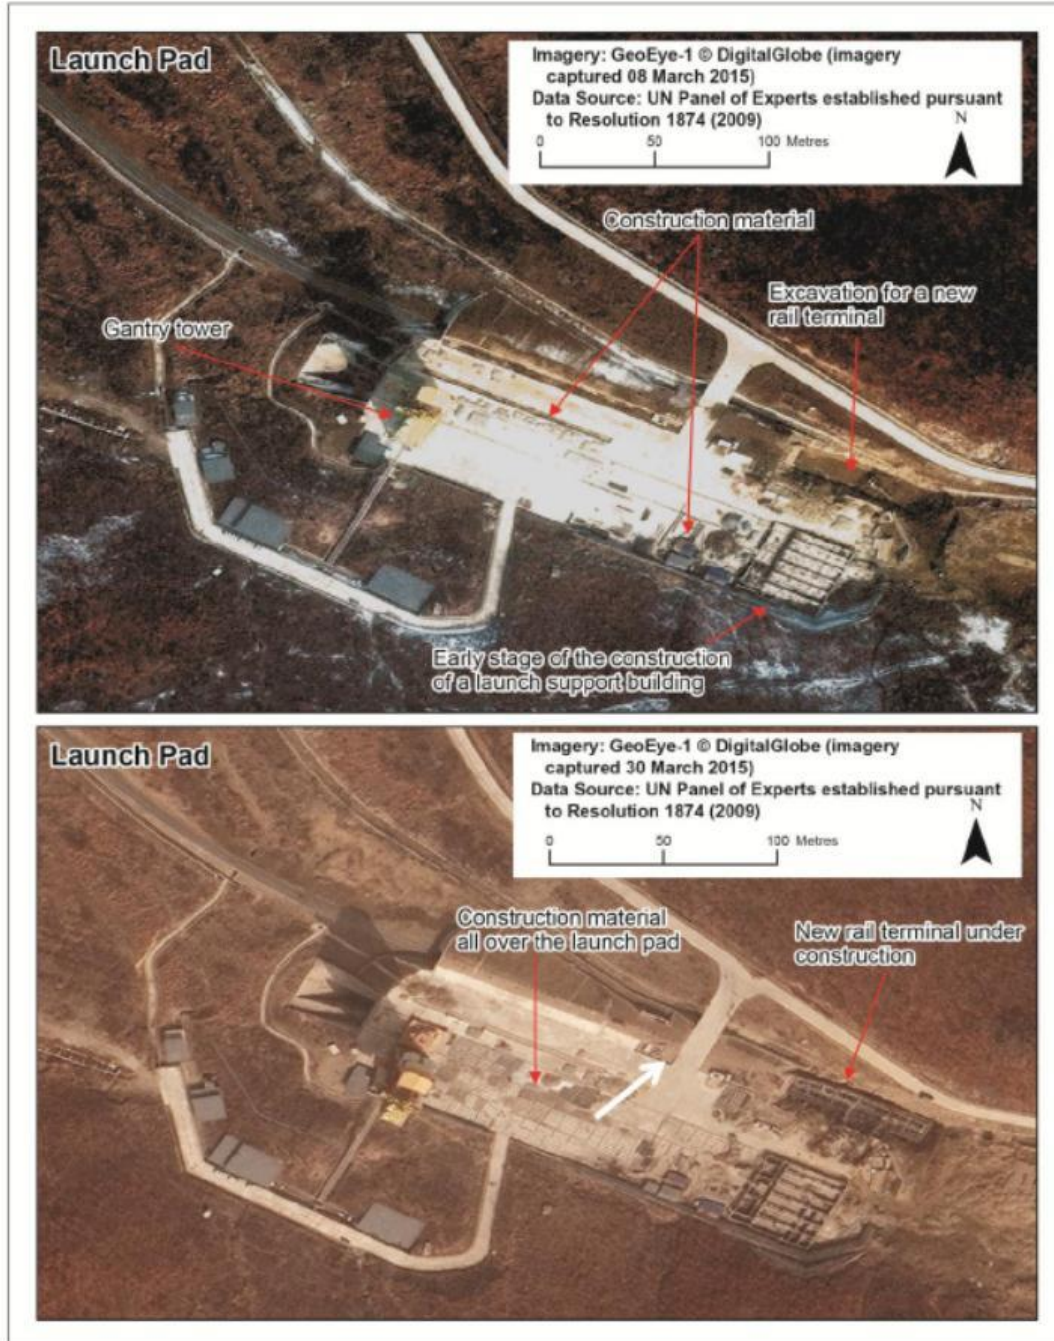 Launch Pad
Imagery: GeoEye-1 © DigitalGlobe (imagery
captured 08 March 2015)
Data Source: UN Panel of Experts established pursuant
to Resolution 1874 (2009)
N
0 50 100 Metres
Construction material
Excavation for a new
rail terminal
Gantry tower
Early stage of the construction
of a launch support building
Launch Pad
Imagery: GeoEye-1 © DigitalGlobe (imagery
captured 30 March 2015)
Data Source: UN Panel of Experts established pursuant
to Resolution 1874 (2009)
N
0 50 100 Metres
Construction material
all over the launch pad
New rail terminal under
construction